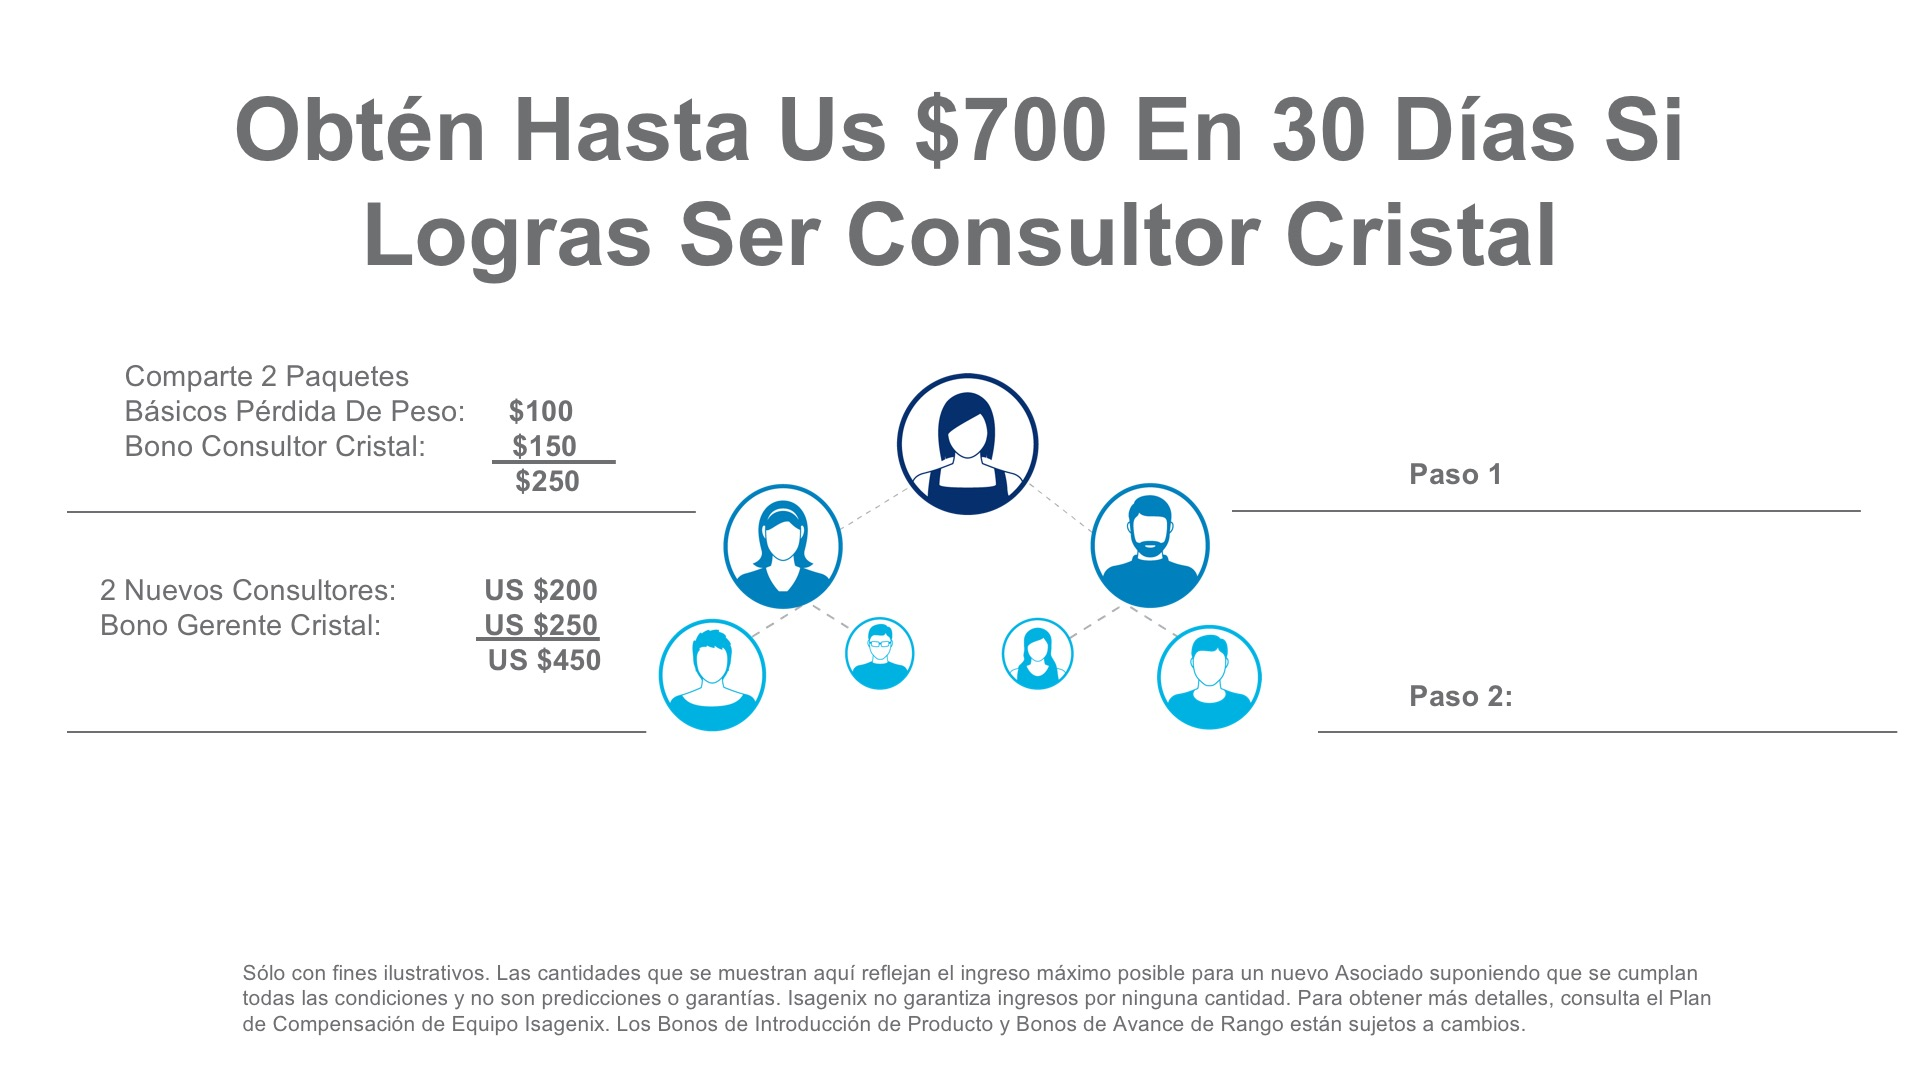 Obtén Hasta Us $700 En 30 Días Si
Logras Ser Consultor Cristal
Comparte 2 Paquetes
Básicos Pérdida De Peso: $100
Bono Consultor Cristal: $150
$250
Paso 1
2 Nuevos Consultores: US $200
Bono Gerente Cristal: US $250
US $450
Paso 2:
Sólo con fines ilustrativos. Las cantidades que se muestran aquí reflejan el ingreso máximo posible para un nuevo Asociado suponiendo que se cumplan
todas las condiciones y no son predicciones o garantías. Isagenix no garantiza ingresos por ninguna cantidad. Para obtener más detalles, consulta el Plan
de Compensación de Equipo Isagenix. Los Bonos de Introducción de Producto y Bonos de Avance de Rango están sujetos a cambios.